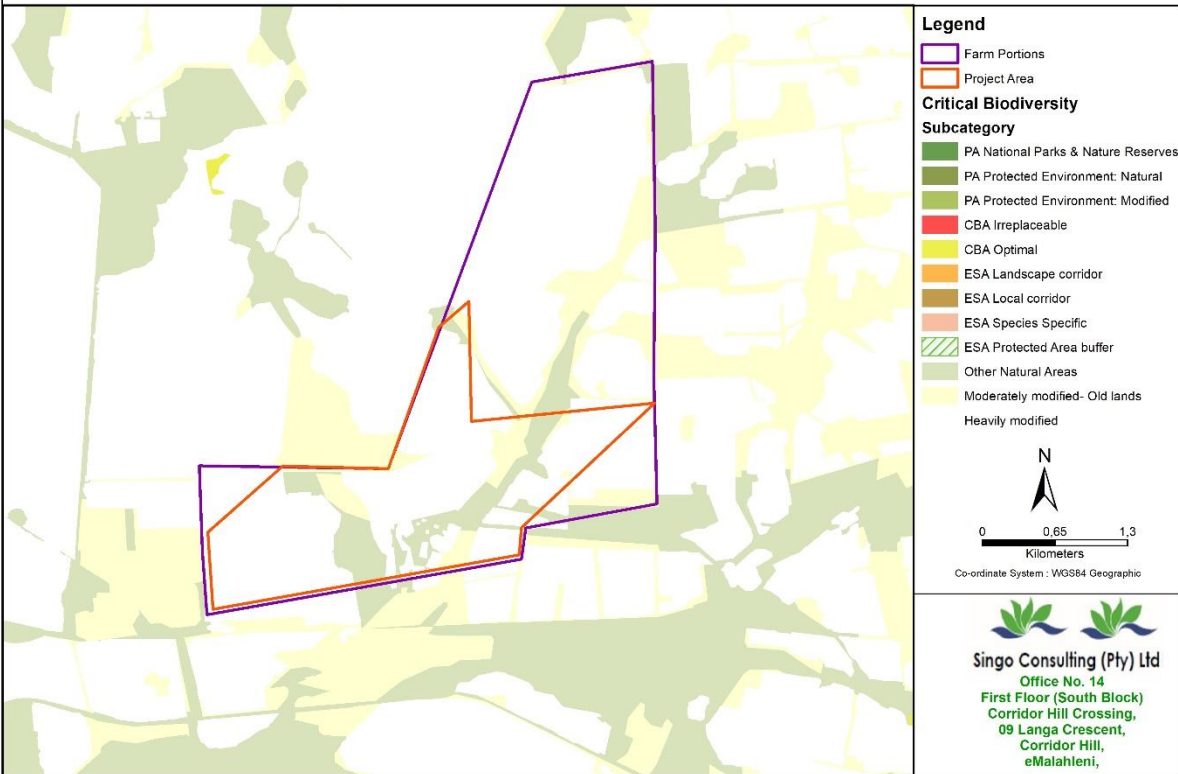 Legend
Farm Portions
Project Area
Critical Biodiversity
Subcategory
PA National Parks & Nature Reserves
PA Protected Environment: Natural
PA Protected Environment: Modified
CBA Irreplaceable
CBA Optimal
ESA Landscape corridor
ESA Local corridor
ESA Species Specific
ESA Protected Area buffer
Other Natural Areas
Moderately modified- Old lands
Heavily modified
N
0 0,65 1,3
Kilometers
Co-ordinate System : WGS84 Geographic
Singo Consulting (Pty) Ltd
Office No. 14
First Floor (South Block)
Corridor Hill Crossing,
09 Langa Crescent,
Corridor Hill,
eMalahleni,